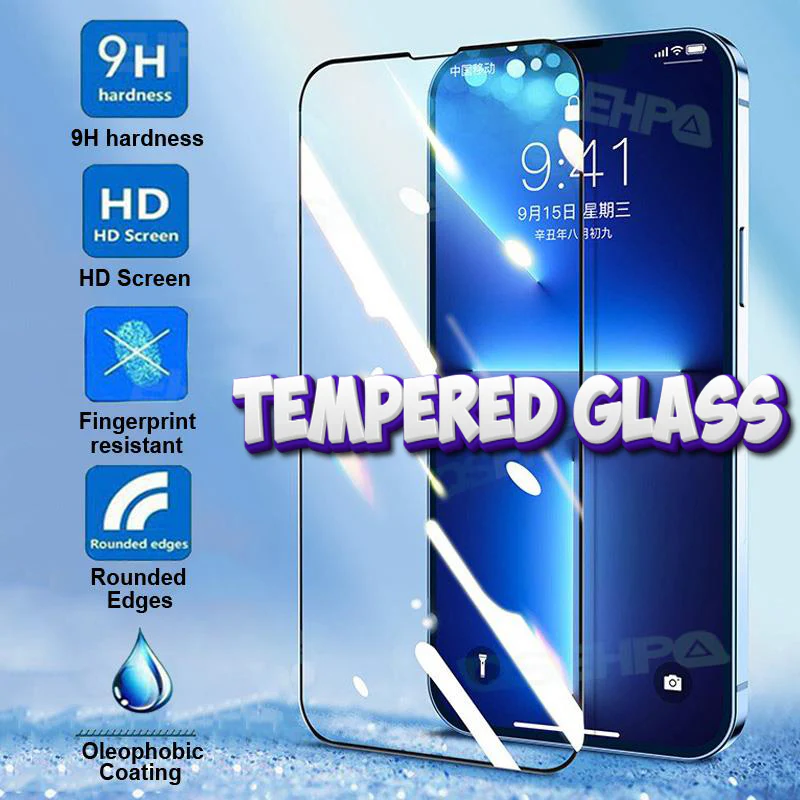 9H
hardness
9H hardness
HD
HD Screen
HD Screen
Fingerprint
resistant
Rounded edges
Rounded
Edges
Oleophobic
Coating
中国移动
9:41
9月15日 星期三
辛丑年八月初九
TEMPERED GLASS